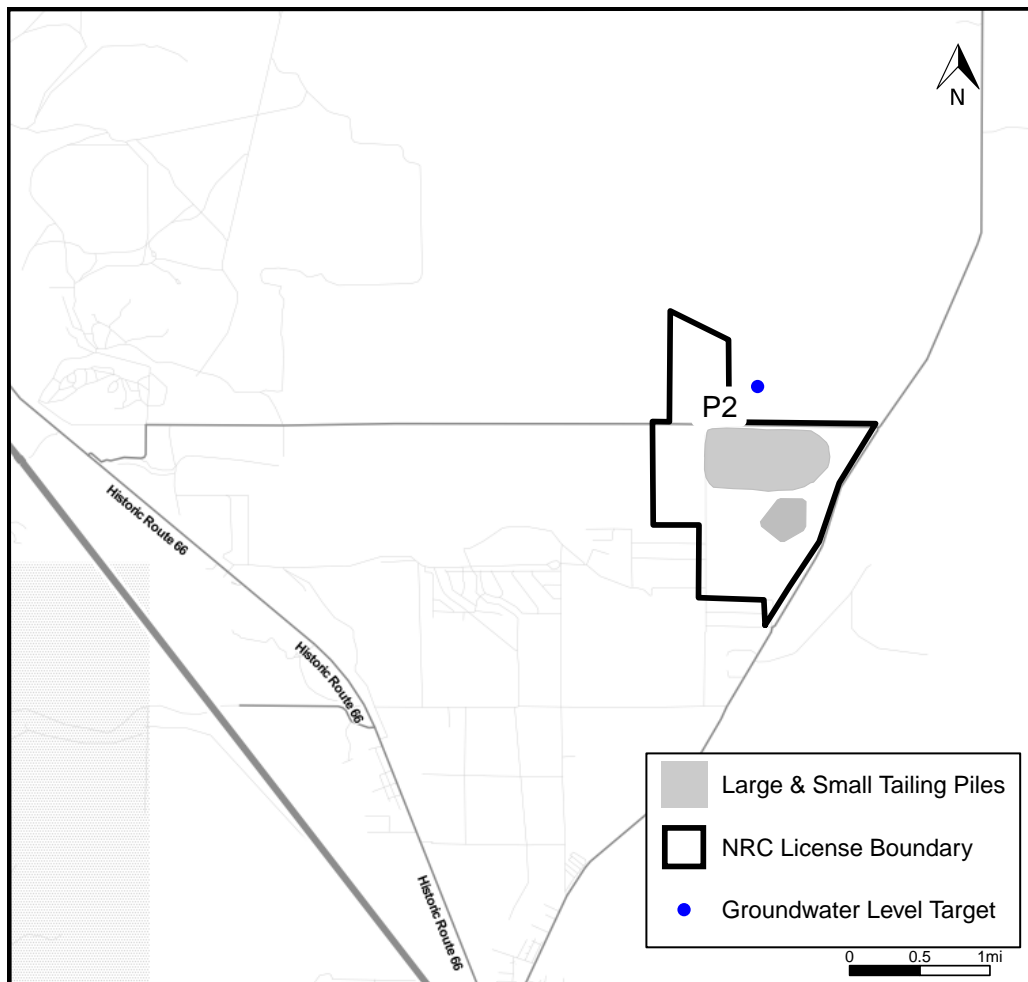 N
P2
Historic Route 66
Historic Route 66
Historic Route 66
Large & Small Tailing Piles
NRC License Boundary
Groundwater Level Target
0 0.5 1mi